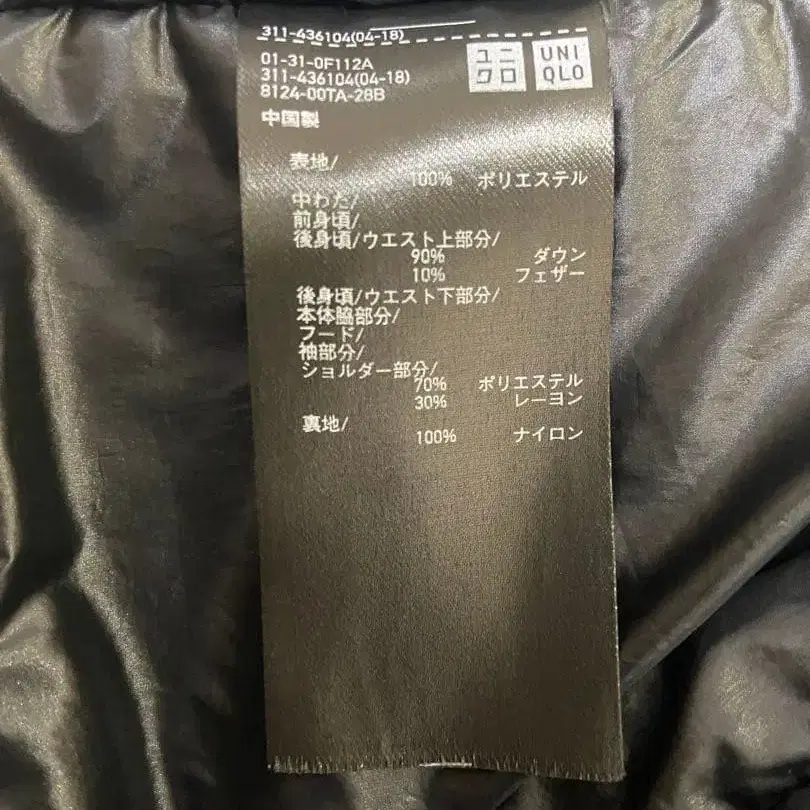 311-436104(04-18)
01-31-0F112A
311-436104(04-18)
8124-00TA-28B
ユニ
クロ
UNI
QLO
中国製
表地/
100% ポリエステル
中わた/
前身頃/
後身頃/ウエスト上部分/
90% ダウン
10% フェザー
後身頃/ウエスト下部分/
本体脇部分/
フード/
袖部分/
ショルダー部分/
70% ポリエステル
30% レーヨン
裏地/
100% ナイロン